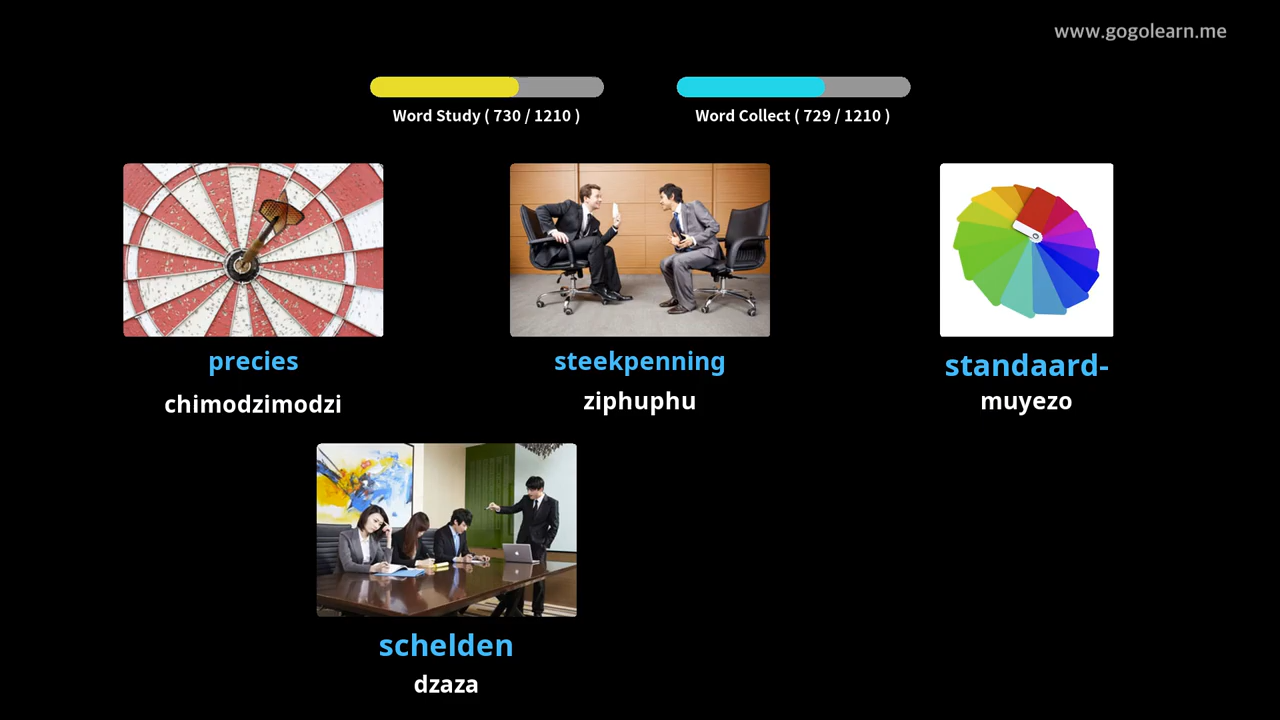 www.gogolearn.me
Word Study ( 730 / 1210 )
Word Collect ( 729 / 1210 )
precies
chimodzimodzi
steekpenning
ziphuphu
standaard-
muyezo
schelden
dzaza